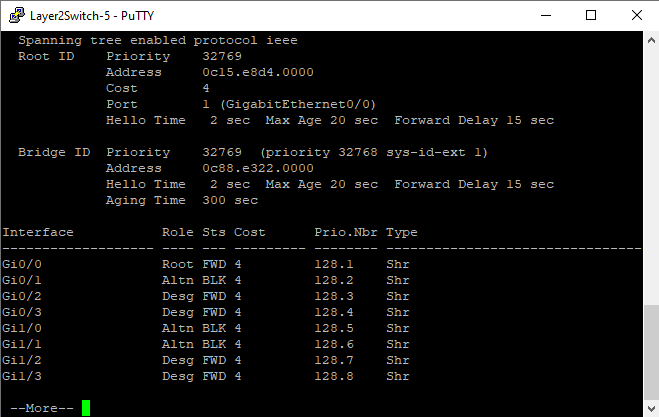 Layer2Switch-5 - PuTTY
Spanning tree enabled protocol ieee
Root ID    Priority    32769
Address     0c15.e8d4.0000
Cost        4
Port        1 (GigabitEthernet0/0)
Hello Time   2 sec  Max Age 20 sec  Forward Delay 15 sec
Bridge ID  Priority    32769  (priority 32768 sys-id-ext 1)
Address     0c88.e322.0000
Hello Time   2 sec  Max Age 20 sec  Forward Delay 15 sec
Aging Time  300 sec
Interface           Role Sts Cost      Prio.Nbr Type
------------------- ---- --- --------- -------- --------------------------------
Gi0/0               Root FWD 4         128.1    Shr
Gi0/1               Altn BLK 4         128.2    Shr
Gi0/2               Desg FWD 4         128.3    Shr
Gi0/3               Desg FWD 4         128.4    Shr
Gi1/0               Altn BLK 4         128.5    Shr
Gi1/1               Altn BLK 4         128.6    Shr
Gi1/2               Desg FWD 4         128.7    Shr
Gi1/3               Desg FWD 4         128.8    Shr
--More--